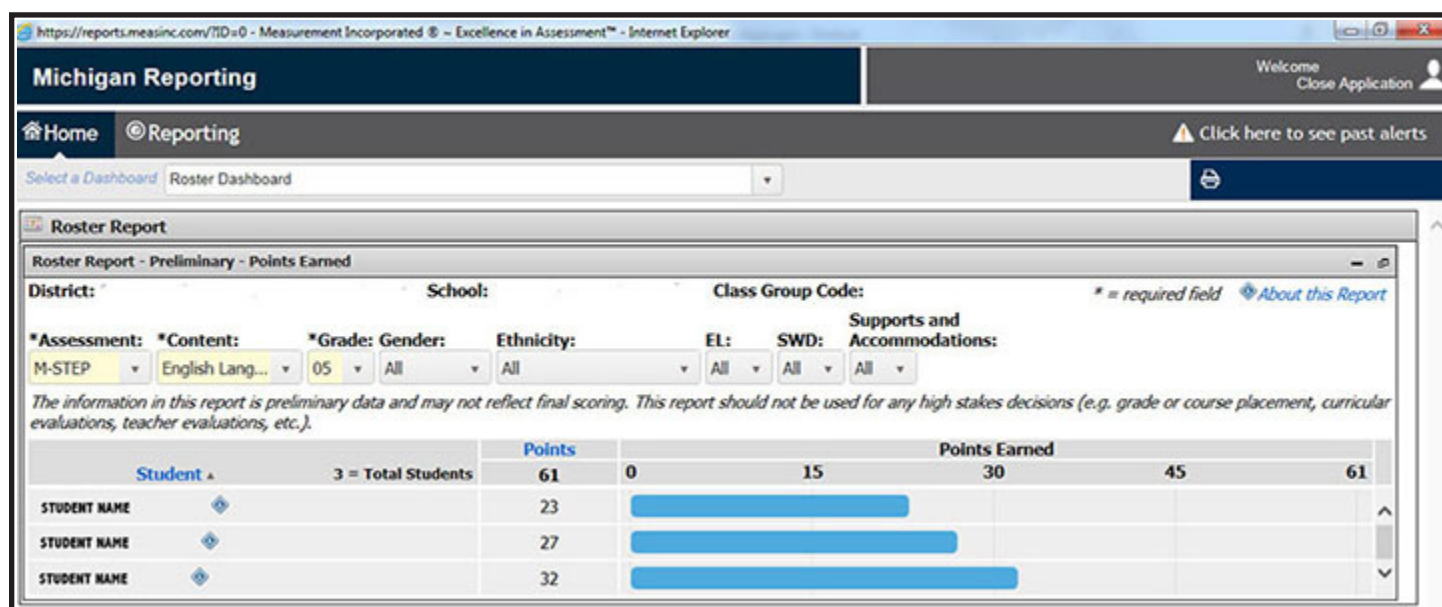 https://reports.measinc.com/?ID=0 - Measurement Incorporated ® ~ Excellence in Assessment™ - Internet Explorer
Michigan Reporting
Welcome
Close Application
Home Reporting Click here to see past alerts
Select a Dashboard Roster Dashboard
Roster Report
Roster Report - Preliminary - Points Earned
District: School: Class Group Code: * = required field About this Report
*Assessment: *Content: *Grade: Gender: Ethnicity: EL: SWD: Supports and Accommodations:
M-STEP English Lang... 05 All All All All All
The information in this report is preliminary data and may not reflect final scoring. This report should not be used for any high stakes decisions (e.g. grade or course placement, curricular
evaluations, teacher evaluations, etc.).
Points Points Earned
Student 3 = Total Students 61 0 15 30 45 61
STUDENT NAME 23
STUDENT NAME 27
STUDENT NAME 32